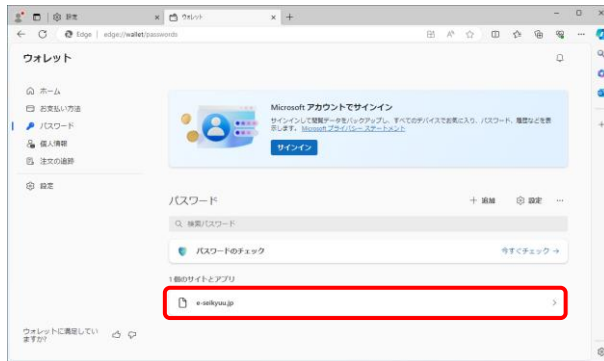 設定
ウォレット
Edge | edge://wallet/passwords
ウォレット
ホーム
お支払い方法
パスワード
個人情報
注文の追跡
設定
Microsoft アカウントでサインイン
サインインして閲覧データをバックアップし、すべてのデバイスでお気に入り、パスワード、履歴などを表
示します。 Microsoft プライバシー ステートメント
サインイン
パスワード
追加
設定
検索パスワード
パスワードのチェック
今すぐチェック
1 個のサイトとアプリ
e-seikyuu.jp
ウォレットに満足してい
ますか?